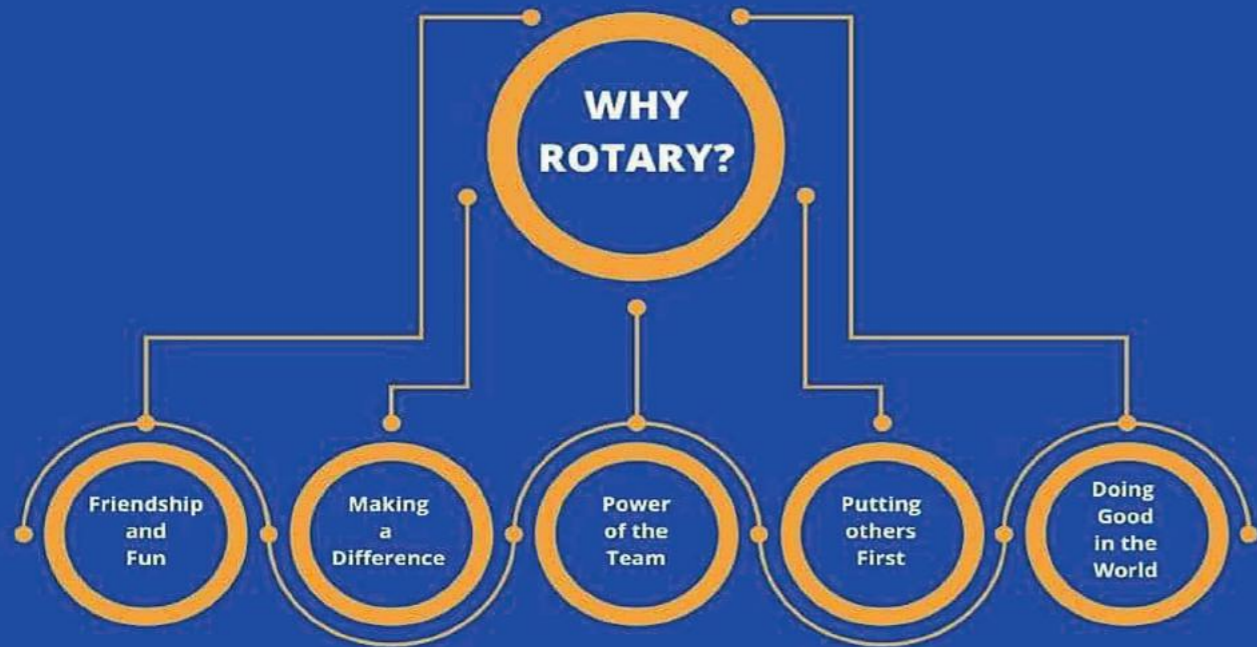 WHY
ROTARY?
Friendship
and
Fun
Making
a
Difference
Power
of the
Team
Putting
others
First
Doing
Good
in the
World